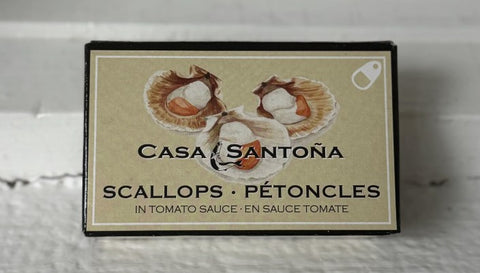 CASA SANTOÑA
SCALLOPS · PÉTONCLES
IN TOMATO SAUCE · EN SAUCE TOMATE